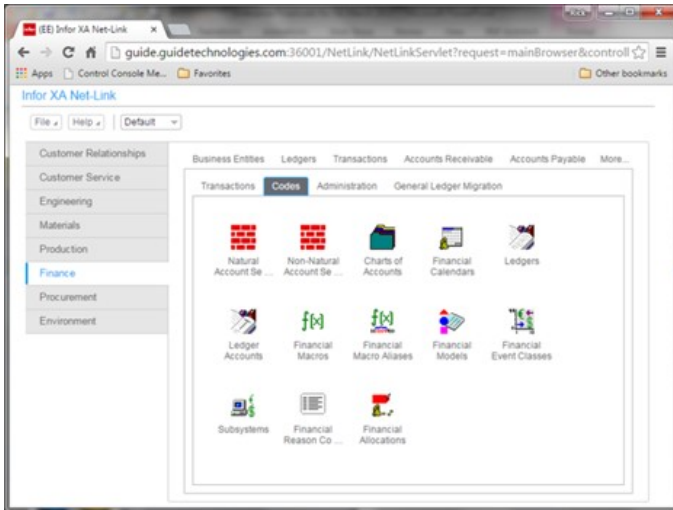 (EE) Infor XA Net-Link
guide.guidetechnologies.com:36001/NetLink/NetLinkServlet?request=mainBrowser&controll
Apps Control Console Me... Favorites Other bookmarks
Infor XA Net-Link
File Help Default
Customer Relationships
Customer Service
Engineering
Materials
Production
Finance
Procurement
Environment
Business Entities Ledgers Transactions Accounts Receivable Accounts Payable More...
Transactions Codes Administration General Ledger Migration
Natural
Account Se ...
Non-Natural
Account Se ...
Charts of
Accounts
Financial
Calendars
Ledgers
Ledger
Accounts
f(x)
Financial
Macros
f(x)
Financial
Macro Aliases
Financial
Models
Financial
Event Classes
Subsystems
Financial
Reason Co ...
Financial
Allocations